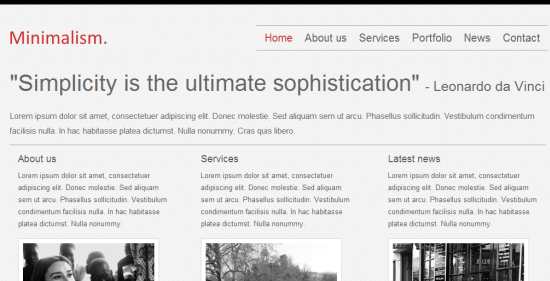 Minimalism.
Home About us Services Portfolio News Contact
"Simplicity is the ultimate sophistication" - Leonardo da Vinci
Lorem ipsum dolor sit amet, consectetuer adipiscing elit. Donec molestie. Sed aliquam sem ut arcu. Phasellus sollicitudin. Vestibulum condimentum
facilisis nulla. In hac habitasse platea dictumst. Nulla nonummy. Cras quis libero.
About us
Lorem ipsum dolor sit amet, consectetuer
adipiscing elit. Donec molestie. Sed aliquam
sem ut arcu. Phasellus sollicitudin. Vestibulum
condimentum facilisis nulla. In hac habitasse
platea dictumst. Nulla nonummy.
Services
Lorem ipsum dolor sit amet, consectetuer
adipiscing elit. Donec molestie. Sed aliquam
sem ut arcu. Phasellus sollicitudin. Vestibulum
condimentum facilisis nulla. In hac habitasse
platea dictumst. Nulla nonummy.
Latest news
Lorem ipsum dolor sit amet, consectetuer
adipiscing elit. Donec molestie. Sed aliquam
sem ut arcu. Phasellus sollicitudin. Vestibulum
condimentum facilisis nulla. In hac habitasse
platea dictumst. Nulla nonummy.